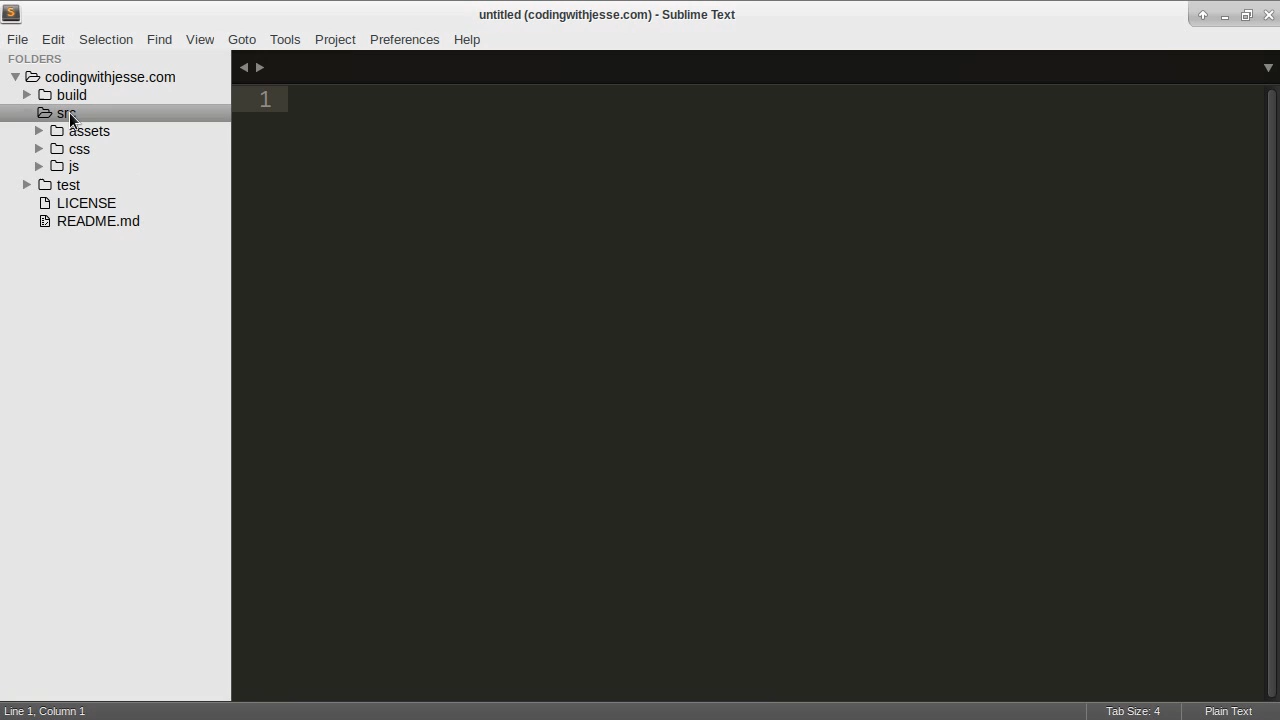 untitled (codingwithjesse.com) - Sublime Text
File Edit Selection Find View Goto Tools Project Preferences Help
FOLDERS
codingwithjesse.com
build
src
assets
css
js
test
LICENSE
README.md
1
Line 1, Column 1 Tab Size: 4 Plain Text